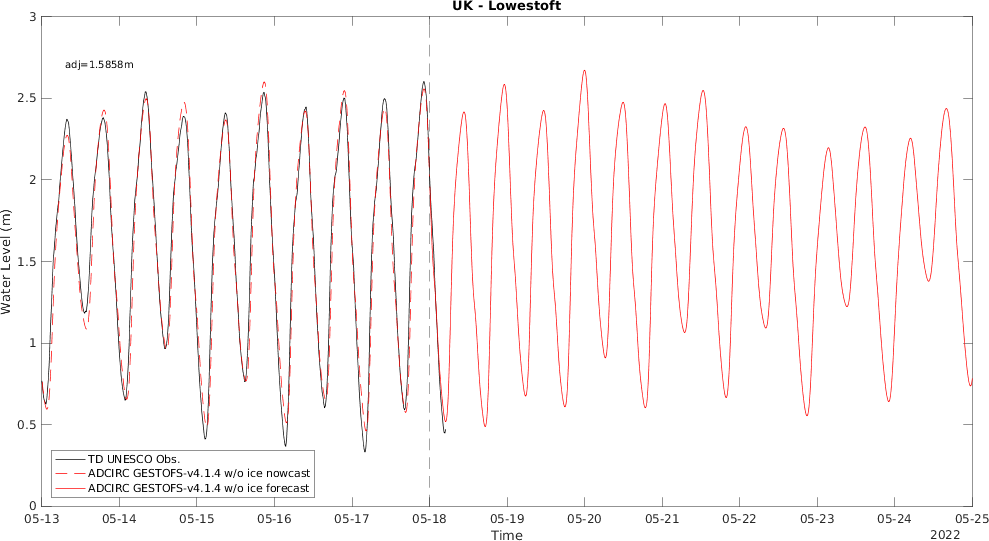 UK - Lowestoft
adj=1.5858m
3
2.5
2
1.5
1
0.5
0
Water Level (m)
TD UNESCO Obs.
ADCIRC GESTOFS-v4.1.4 w/o ice nowcast
ADCIRC GESTOFS-v4.1.4 w/o ice forecast
05-13 05-14 05-15 05-16 05-17 05-18 05-19 05-20 05-21 05-22 05-23 05-24 05-25
Time
2022